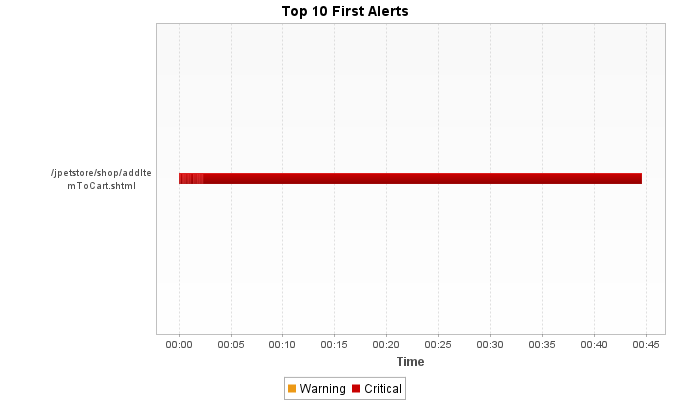 Top 10 First Alerts
/jpetstore/shop/addIte
mToCart.shtml
00:00 00:05 00:10 00:15 00:20 00:25 00:30 00:35 00:40 00:45
Time
Warning Critical